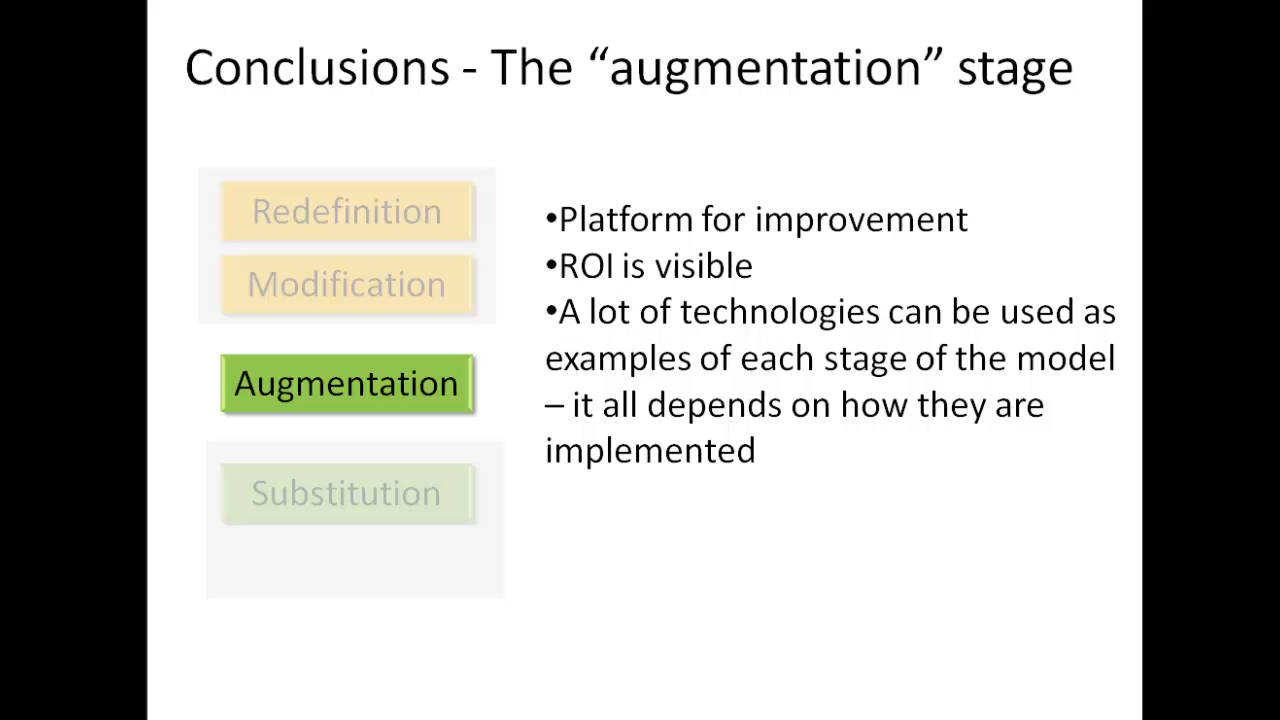 Conclusions - The “augmentation” stage
Redefinition
Modification
Augmentation
Substitution
•Platform for improvement
•ROI is visible
•A lot of technologies can be used as
examples of each stage of the model
– it all depends on how they are
implemented